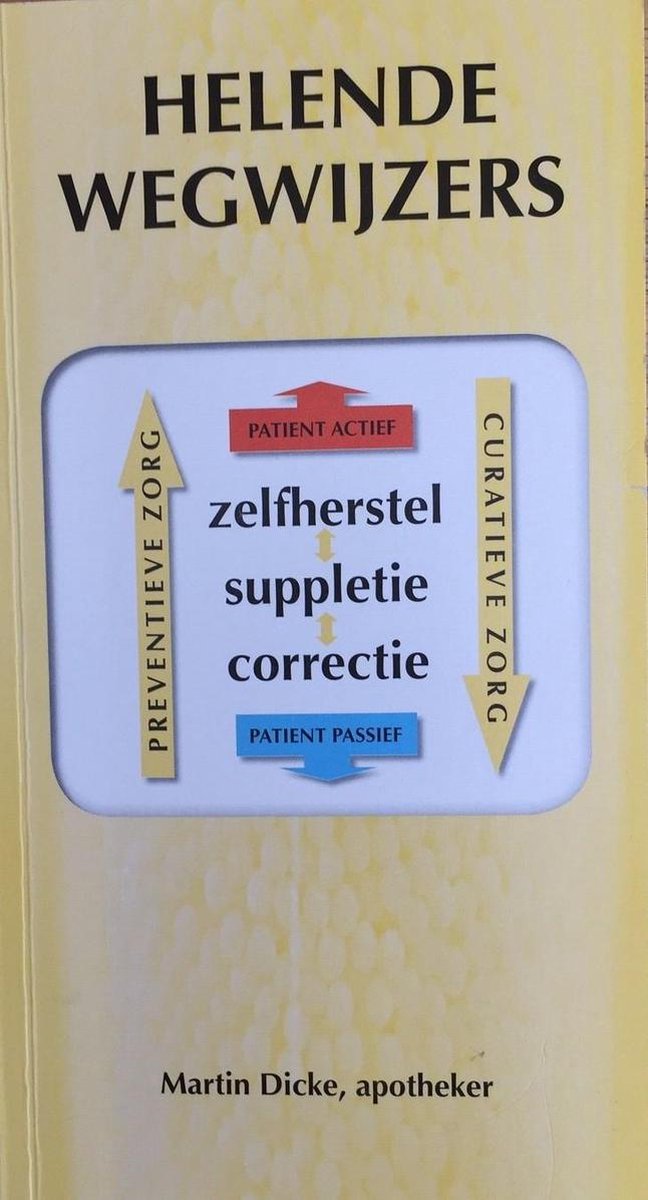 HELENDE
WEGWIJZERS
PATIENT ACTIEF
PREVENTIEVE ZORG
zelfherstel
suppletie
correctie
CURATIEVE ZORG
PATIENT PASSIEF
Martin Dicke, apotheker